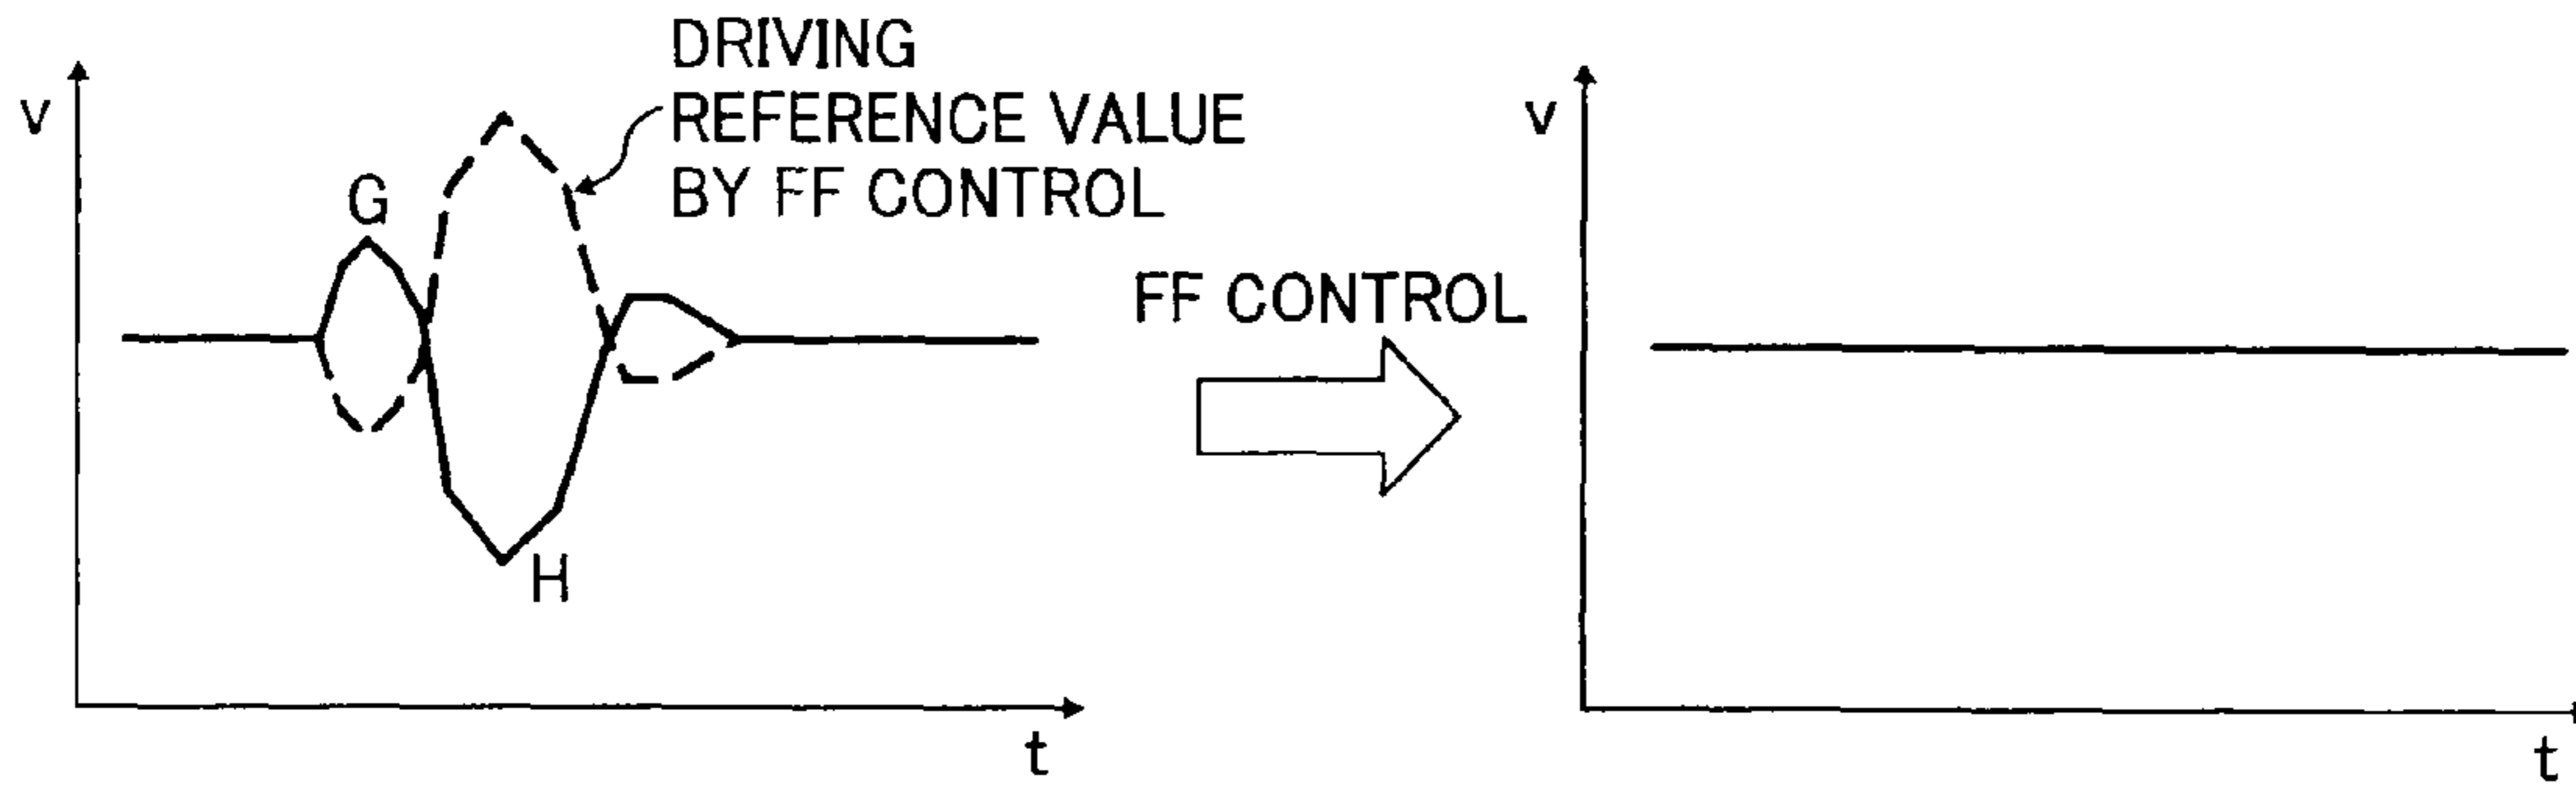 DRIVING
REFERENCE VALUE
BY FF CONTROL
v
G
H
t
FF CONTROL
v
t